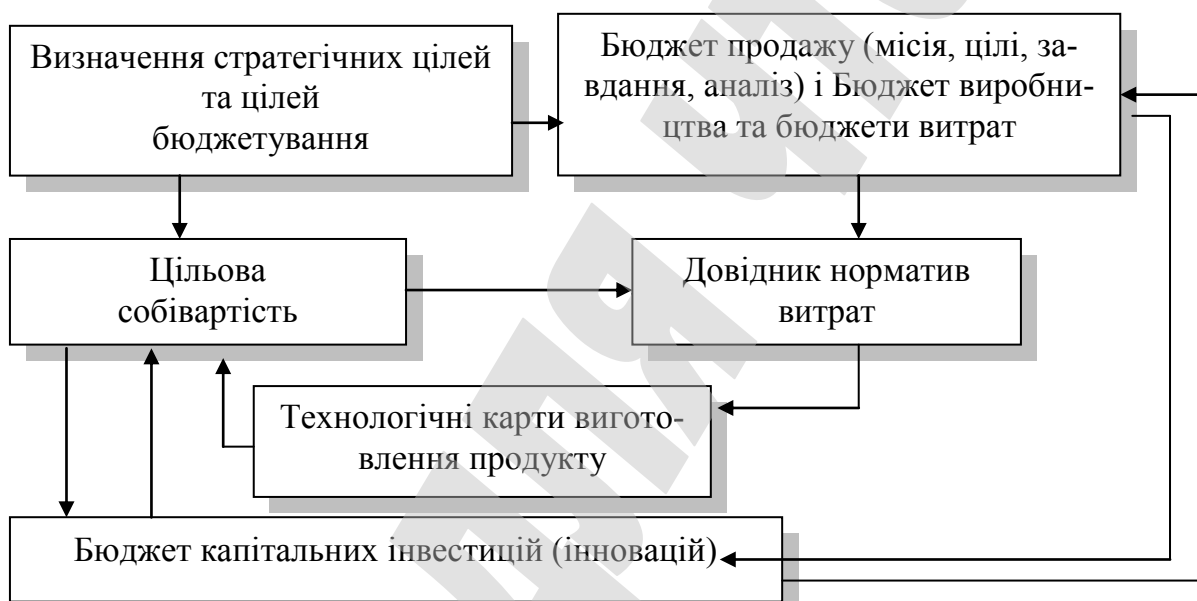 Визначення стратегічних цілей
та цілей
бюджетування
Бюджет продажу (місія, цілі, за-
вдання, аналіз) і Бюджет виробни-
цтва та бюджети витрат
Цільова
собівартість
Довідник норматив
витрат
Технологічні карти вигото-
влення продукту
Бюджет капітальних інвестицій (інновацій)